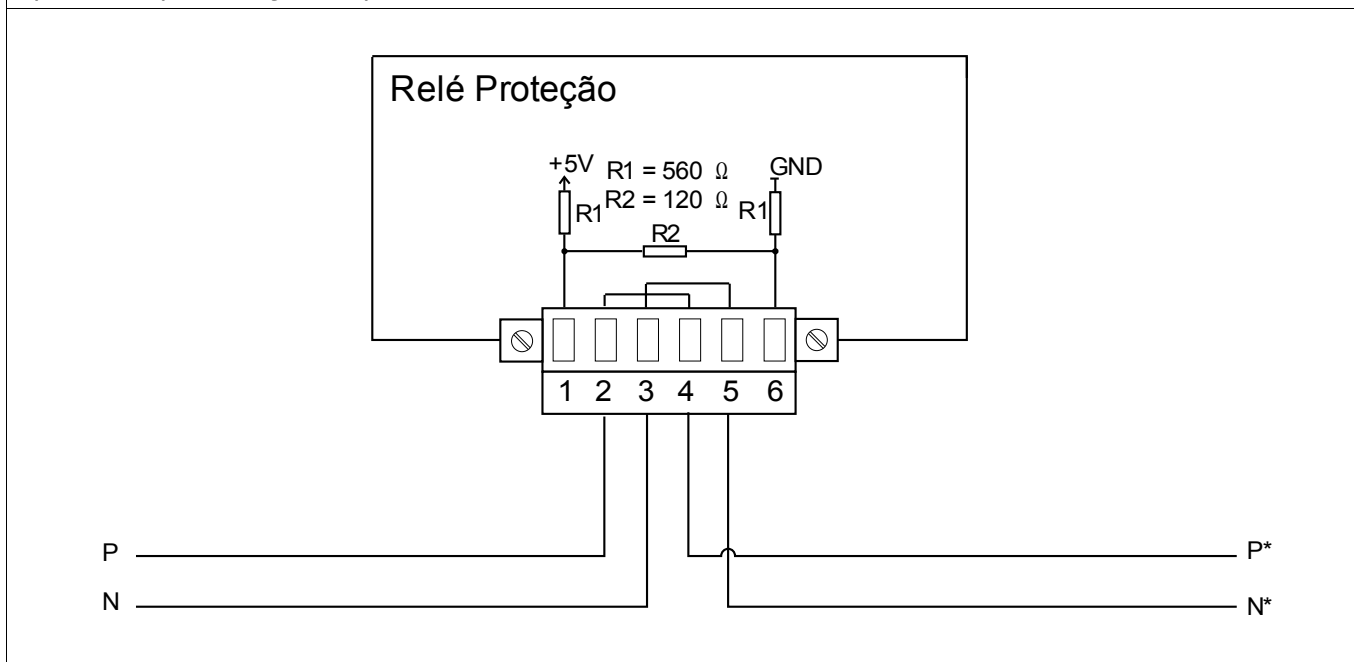 Relé Proteção
+5V R1 = 560 Ω GND
R2 = 120 Ω
R1 R1
R2
1 2 3 4 5 6
P P*
N N*